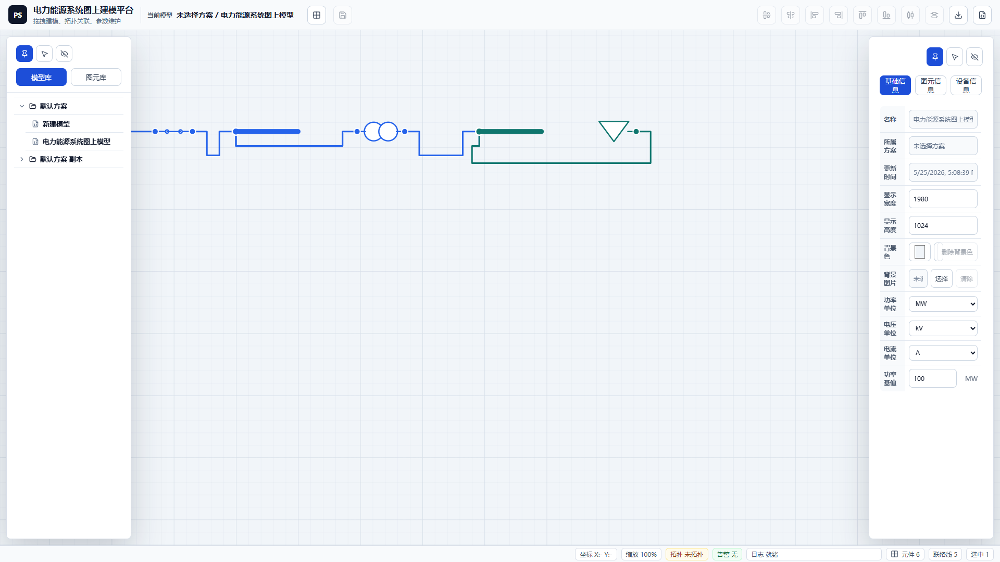 PS
电力能源系统图上建模平台
拖拽建模、拓扑关联、参数维护
当前模型 未选择方案 / 电力能源系统图上模型
模型库
图元库
默认方案
新建模型
电力能源系统图上模型
默认方案 副本
基础信息
图元信息
设备信息
名称 电力能源系统图上模型
所属方案 未选择方案
更新时间 5/25/2026, 5:08:39
显示宽度 1980
显示高度 1024
背景色 删除背景色
背景图片 未 选择 清除
功率单位 MW
电压单位 kV
电流单位 A
功率基值 100 MW
坐标 X:- Y:-
缩放 100%
拓扑 未拓扑
告警 无
日志 就绪
元件 6
联络线 5
选中 1